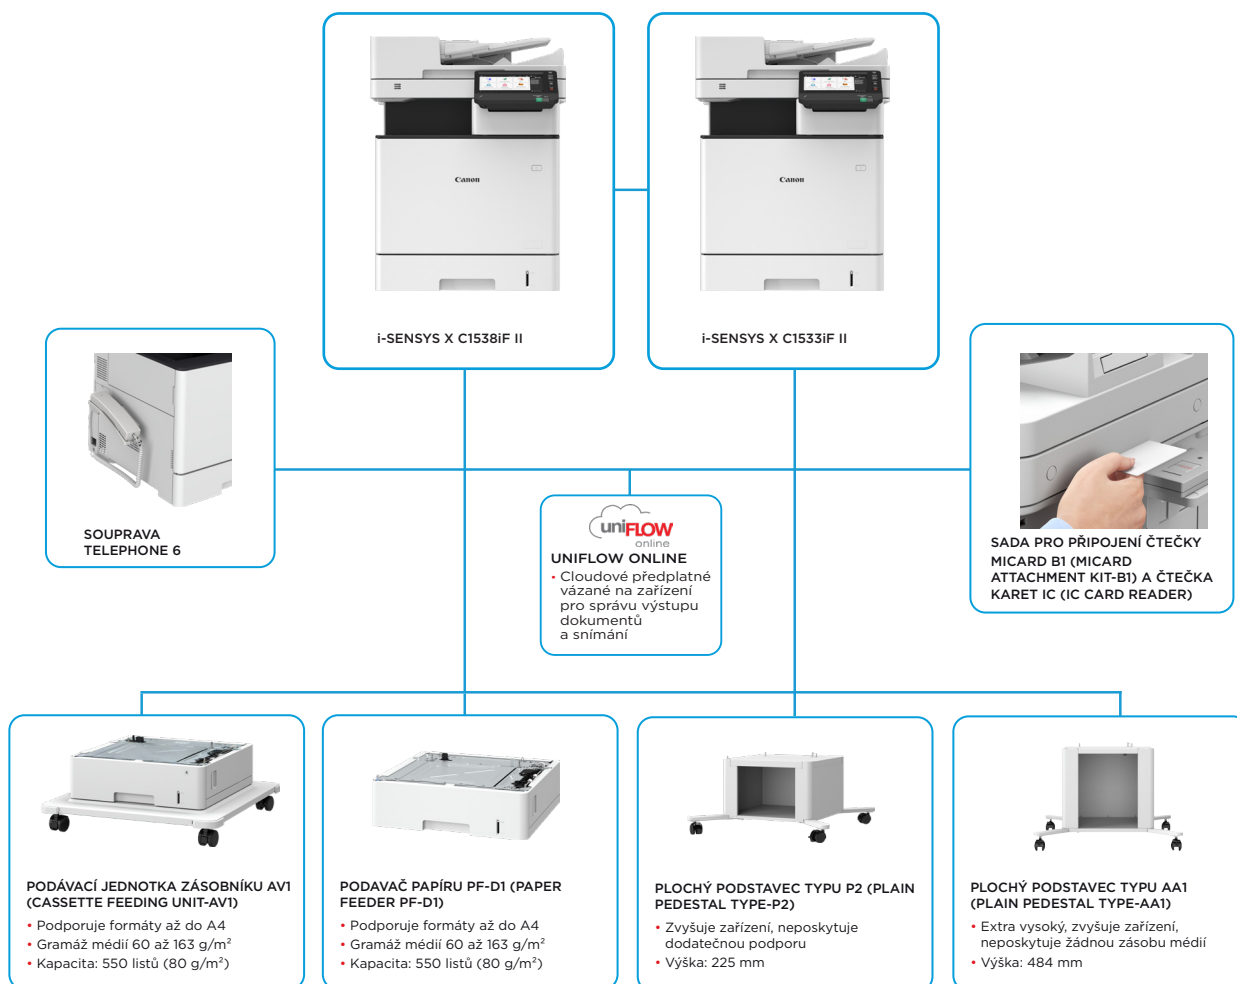 Canon
Canon
i-SENSYS X C1538iF II
i-SENSYS X C1533iF II
SOUPRAVA
TELEPHONE 6
uniFLOW
online
UNIFLOW ONLINE
• Cloudové předplatné
vázané na zařízení
pro správu výstupu
dokumentů
a snímání
SADA PRO PŘIPOJENÍ ČTEČKY
MICARD B1 (MICARD
ATTACHMENT KIT-B1) A ČTEČKA
KARET IC (IC CARD READER)
PODÁVACÍ JEDNOTKA ZÁSOBNÍKU AV1
(CASSETTE FEEDING UNIT-AV1)
• Podporuje formáty až do A4
• Gramáž médií 60 až 163 g/m²
• Kapacita: 550 listů (80 g/m²)
PODAVAČ PAPÍRU PF-D1 (PAPER
FEEDER PF-D1)
• Podporuje formáty až do A4
• Gramáž médií 60 až 163 g/m²
• Kapacita: 550 listů (80 g/m²)
PLOCHÝ PODSTAVEC TYPU P2 (PLAIN
PEDESTAL TYPE-P2)
• Zvyšuje zařízení, neposkytuje
dodatečnou podporu
• Výška: 225 mm
PLOCHÝ PODSTAVEC TYPU AA1
(PLAIN PEDESTAL TYPE-AA1)
• Extra vysoký, zvyšuje zařízení,
neposkytuje žádnou zásobu médií
• Výška: 484 mm